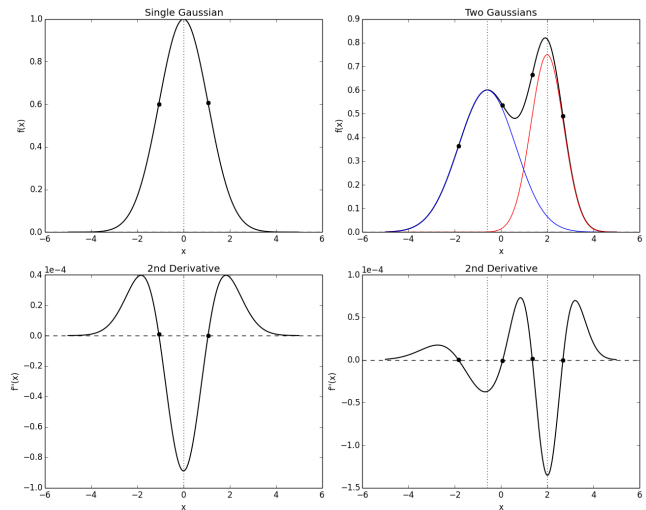 Single Gaussian
1.0
0.8
0.6
0.4
0.2
0.0
f(x)
−6 −4 −2 0 2 4 6
x
Two Gaussians
0.9
0.8
0.7
0.6
0.5
0.4
0.3
0.2
0.1
0.0
f(x)
−6 −4 −2 0 2 4 6
x
2nd Derivative
1e−4
0.4
0.2
0.0
−0.2
−0.4
−0.6
−0.8
−1.0
f''(x)
−6 −4 −2 0 2 4 6
x
2nd Derivative
1e−4
1.0
0.5
0.0
−0.5
−1.0
−1.5
f''(x)
−6 −4 −2 0 2 4 6
x